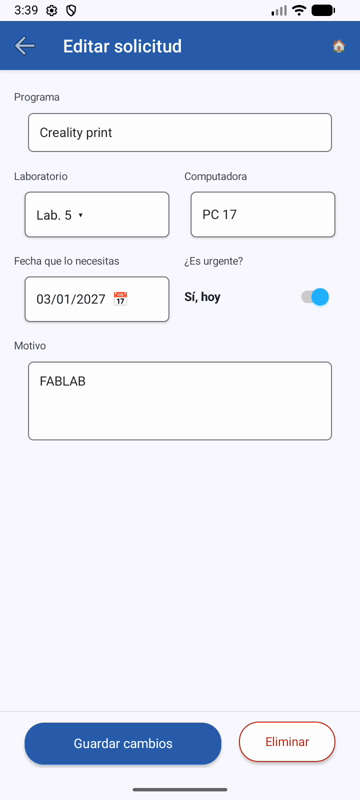 3:39
Editar solicitud
Programa
Creality print
Laboratorio
Computadora
Lab. 5
PC 17
Fecha que lo necesitas
¿Es urgente?
03/01/2027
Sí, hoy
Motivo
FABLAB
Guardar cambios
Eliminar